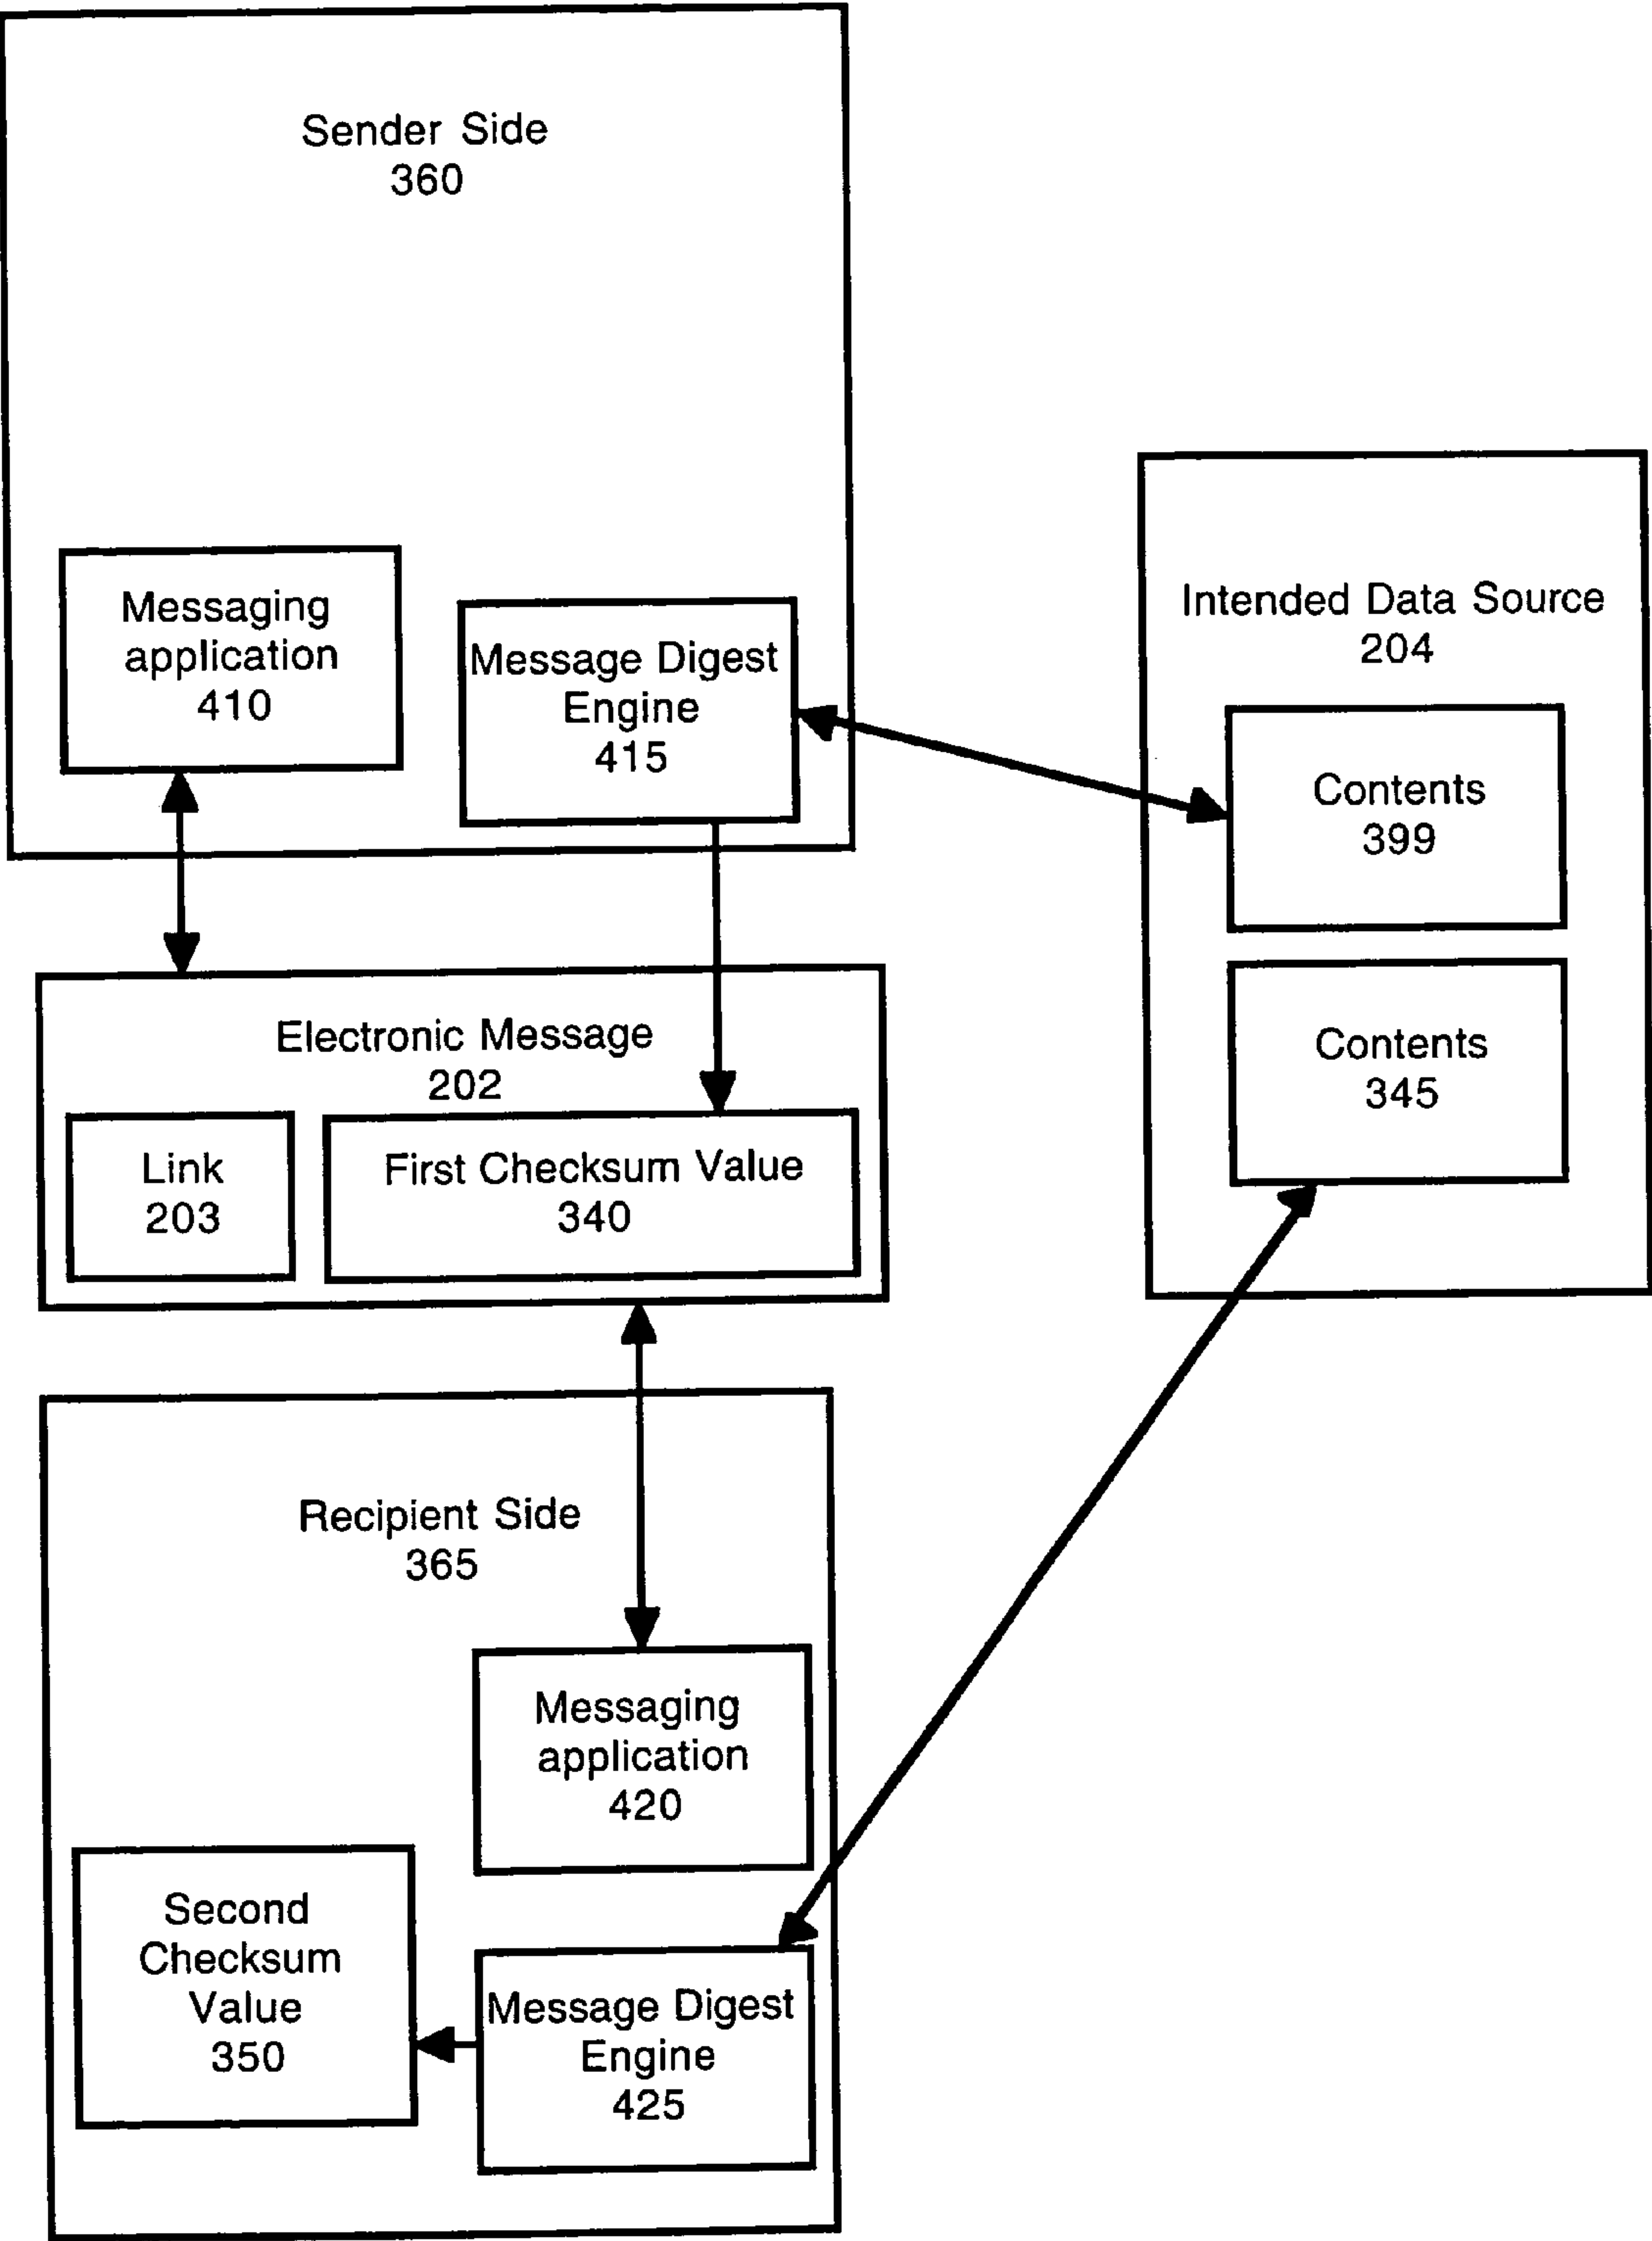 Sender Side
360
Messaging
application
410
Message Digest
Engine
415
Intended Data Source
204
Contents
399
Contents
345
Electronic Message
202
Link
203
First Checksum Value
340
Recipient Side
365
Messaging
application
420
Second
Checksum
Value
350
Message Digest
Engine
425